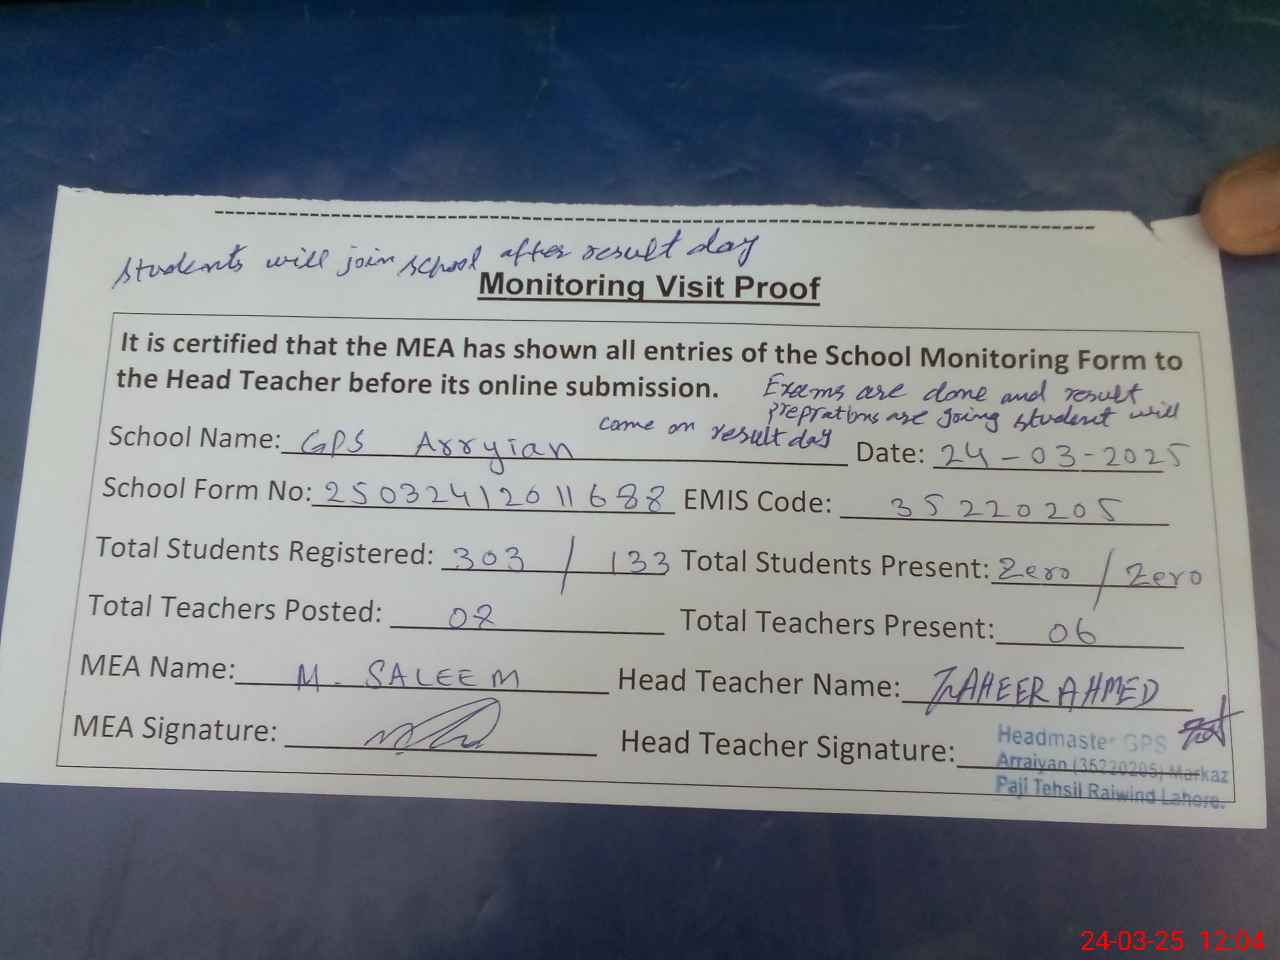 students will join school after result day
Monitoring Visit Proof
It is certified that the MEA has shown all entries of the School Monitoring Form to
the Head Teacher before its online submission.
Exams are done and result
preprations are going student will
come on result day
School Name: GPS Arryian Date: 24-03-2025
School Form No: 25032412011688 EMIS Code: 35220205
Total Students Registered: 303 / 133 Total Students Present: Zero / Zero
Total Teachers Posted: 08 Total Teachers Present: 06
MEA Name: M. SALEEM Head Teacher Name: ZAHEER AHMED
MEA Signature: Head Teacher Signature:
Headmaster GPS
Arraiyan (35220205) Markaz
Paji Tehsil Raiwind Lahore.
24-03-25 12:04